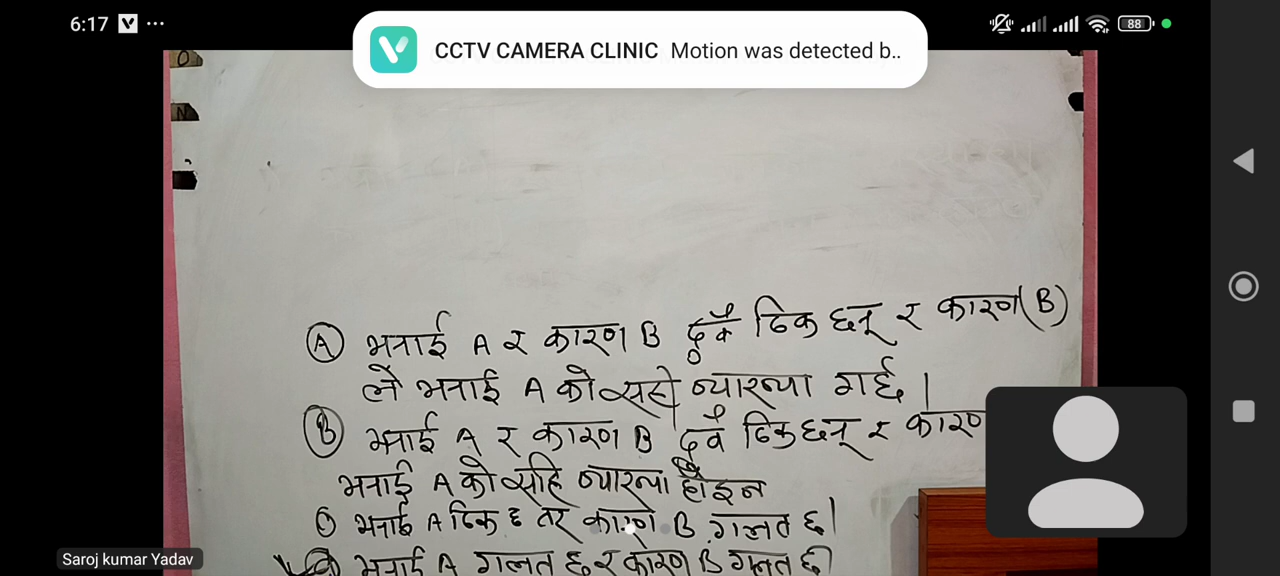 6:17
88
CCTV CAMERA CLINIC Motion was detected b..
N
(A) भनाई A र कारण B दुवै ठिक छन् र कारण (B)
ले भनाई A को सही व्याख्या गर्छ |
(B) भनाई A र कारण B दुवै ठिक छन् र कारण
भनाई A को सहि व्याख्या होइन
भनाई A ठिक छ तर कारण B गलत छ |
भनाई A गलत छ र कारण B गलत छ |
Saroj kumar Yadav